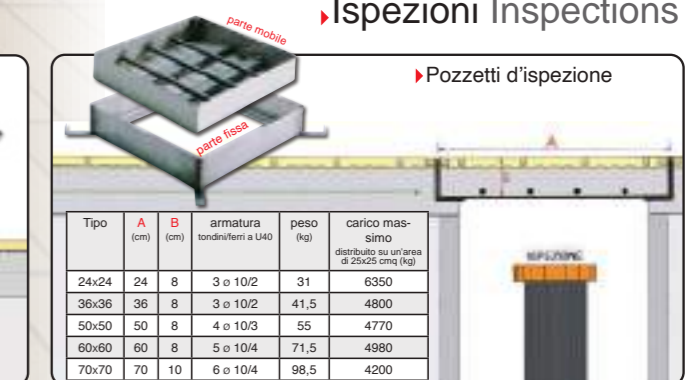 Ispezioni Inspections
parte mobile
parte fissa
Pozzetti d'ispezione
A
Tipo A B armatura peso carico mas-
(cm) (cm) tondini/ferri a U40 (kg) simo
distribuito su un'area
di 25x25 cmq (kg)
24x24 24 8 3 ø 10/2 31 6350
36x36 36 8 3 ø 10/2 41,5 4800
50x50 50 8 4 ø 10/3 55 4770
60x60 60 8 5 ø 10/4 71,5 4980
70x70 70 10 6 ø 10/4 98,5 4200
ISPEZIONE